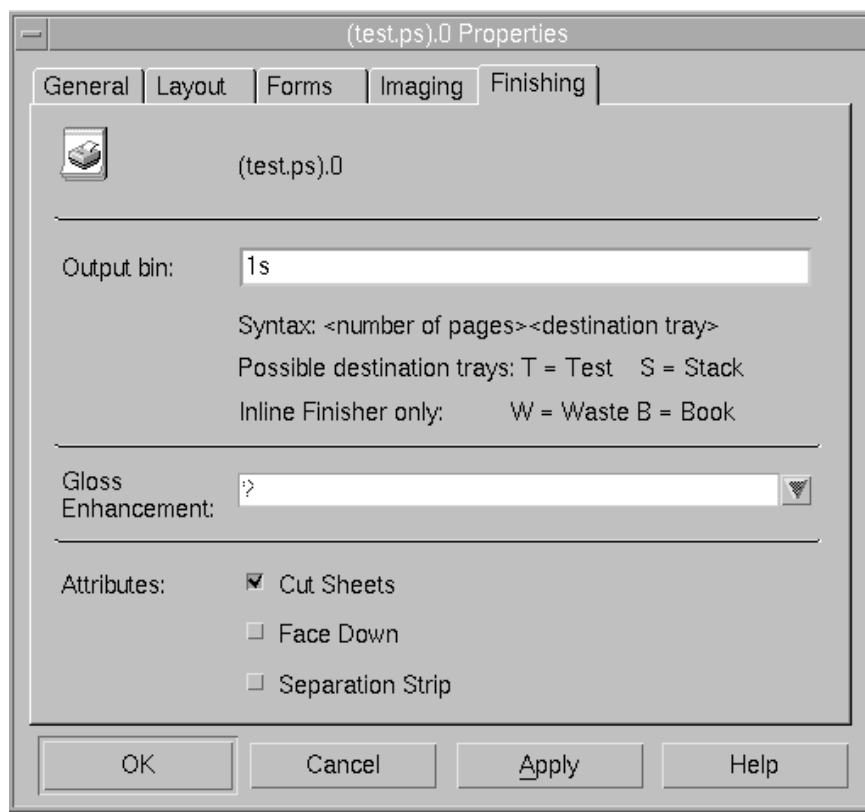 (test.ps).0 Properties
General Layout Forms Imaging Finishing
(test.ps).0
Output bin: 1s
Syntax: <number of pages><destination tray>
Possible destination trays: T = Test S = Stack
Inline Finisher only: W = Waste B = Book
Gloss
Enhancement: ?
Attributes: Cut Sheets
Face Down
Separation Strip
OK Cancel Apply Help